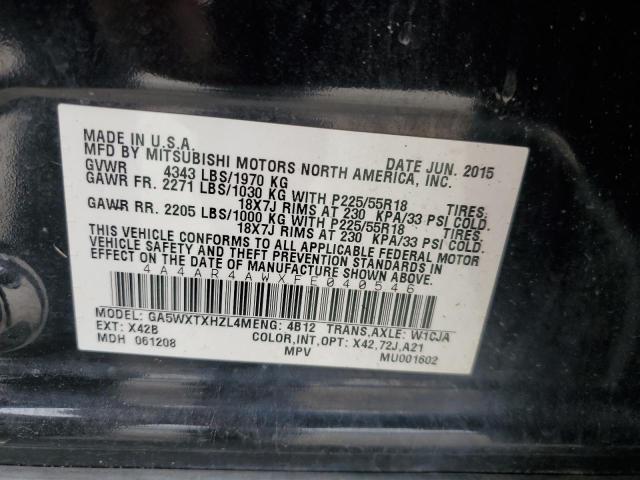 MADE IN U.S.A. DATE JUN. 2015
MFD BY MITSUBISHI MOTORS NORTH AMERICA, INC.
GVWR 4343 LBS/1970 KG
GAWR FR. 2271 LBS/1030 KG WITH P225/55R18 TIRES,
18X7J RIMS AT 230 KPA/33 PSI COLD.
GAWR RR. 2205 LBS/1000 KG WITH P225/55R18 TIRES,
18X7J RIMS AT 230 KPA/33 PSI COLD.
THIS VEHICLE CONFORMS TO ALL APPLICABLE FEDERAL MOTOR
VEHICLE SAFETY AND THEFT PREVENTION STANDARDS IN EFFECT
ON THE DATE OF MANUFACTURE SHOWN ABOVE.
4A4AR4AWXFE040546
MODEL: GA5WXTXHZL4M ENG: 4B12 TRANS,AXLE: W1CJA
EXT: X42B COLOR,INT,OPT: X42,72J,A21
MDH 061208 MPV MU001602